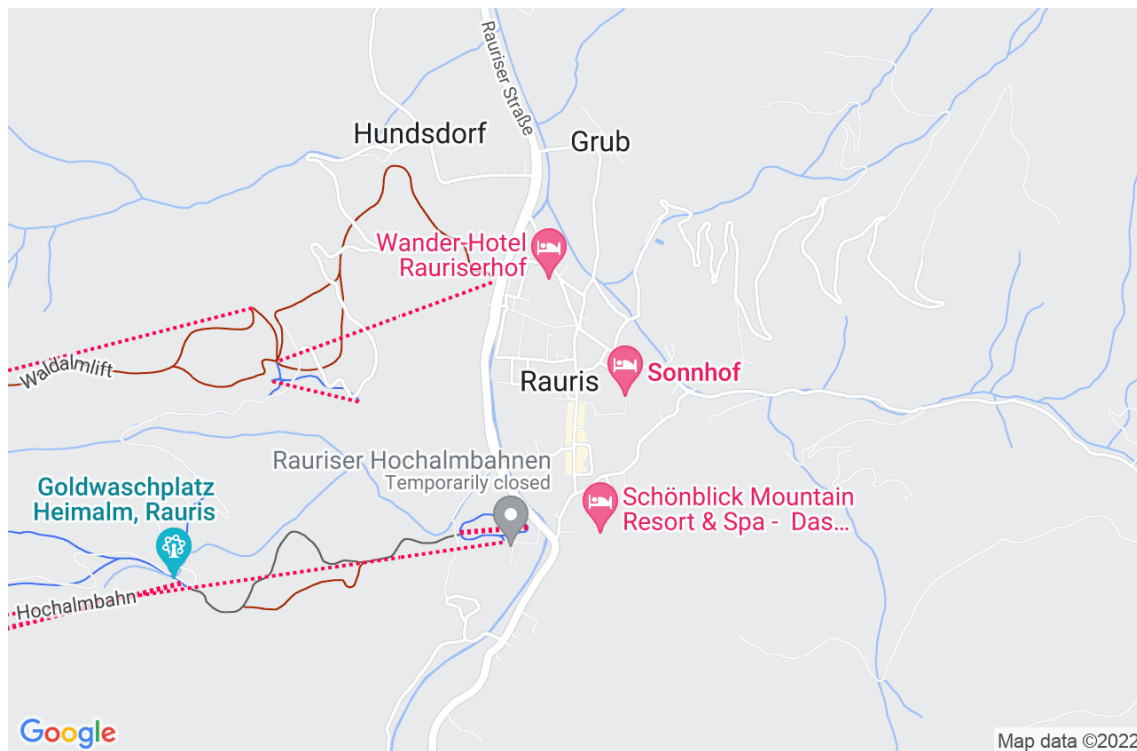 Rauriser Straße
Hundsdorf
Grub
Wander-Hotel
Rauriserhof
Waldalmlift
Rauris
Sonnhof
Rauriser Hochalmbahnen
Temporarily closed
Goldwaschplatz
Heimalm, Rauris
Schönblick Mountain
Resort & Spa - Das...
Hochalmbahn
Google
Map data ©2022